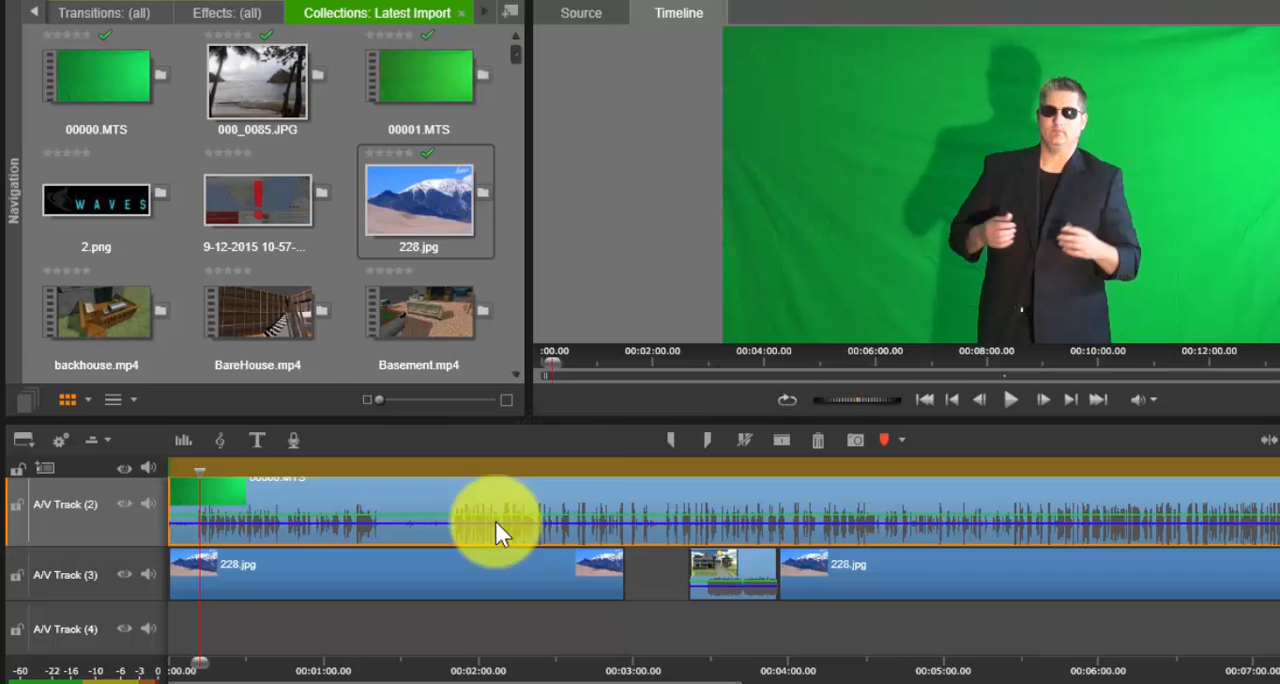 Transitions: (all) Effects: (all) Collections: Latest Import × Source Timeline
00000.MTS 000_0085.JPG 00001.MTS
WAVES
2.png 9-12-2015 10-57-... 228.jpg
Navigation
backhouse.mp4 BareHouse.mp4 Basement.mp4
:00.00 00:02:00.00 00:04:00.00 00:06:00.00 00:08:00.00 00:10:00.00 00:12:00.00
00000.MTS
A/V Track (2)
A/V Track (3) 228.jpg 228.jpg
A/V Track (4)
-60 -22 -16 -10 -6 -3 0 :00.00 00:01:00.00 00:02:00.00 00:03:00.00 00:04:00.00 00:05:00.00 00:06:00.00 00:07:00